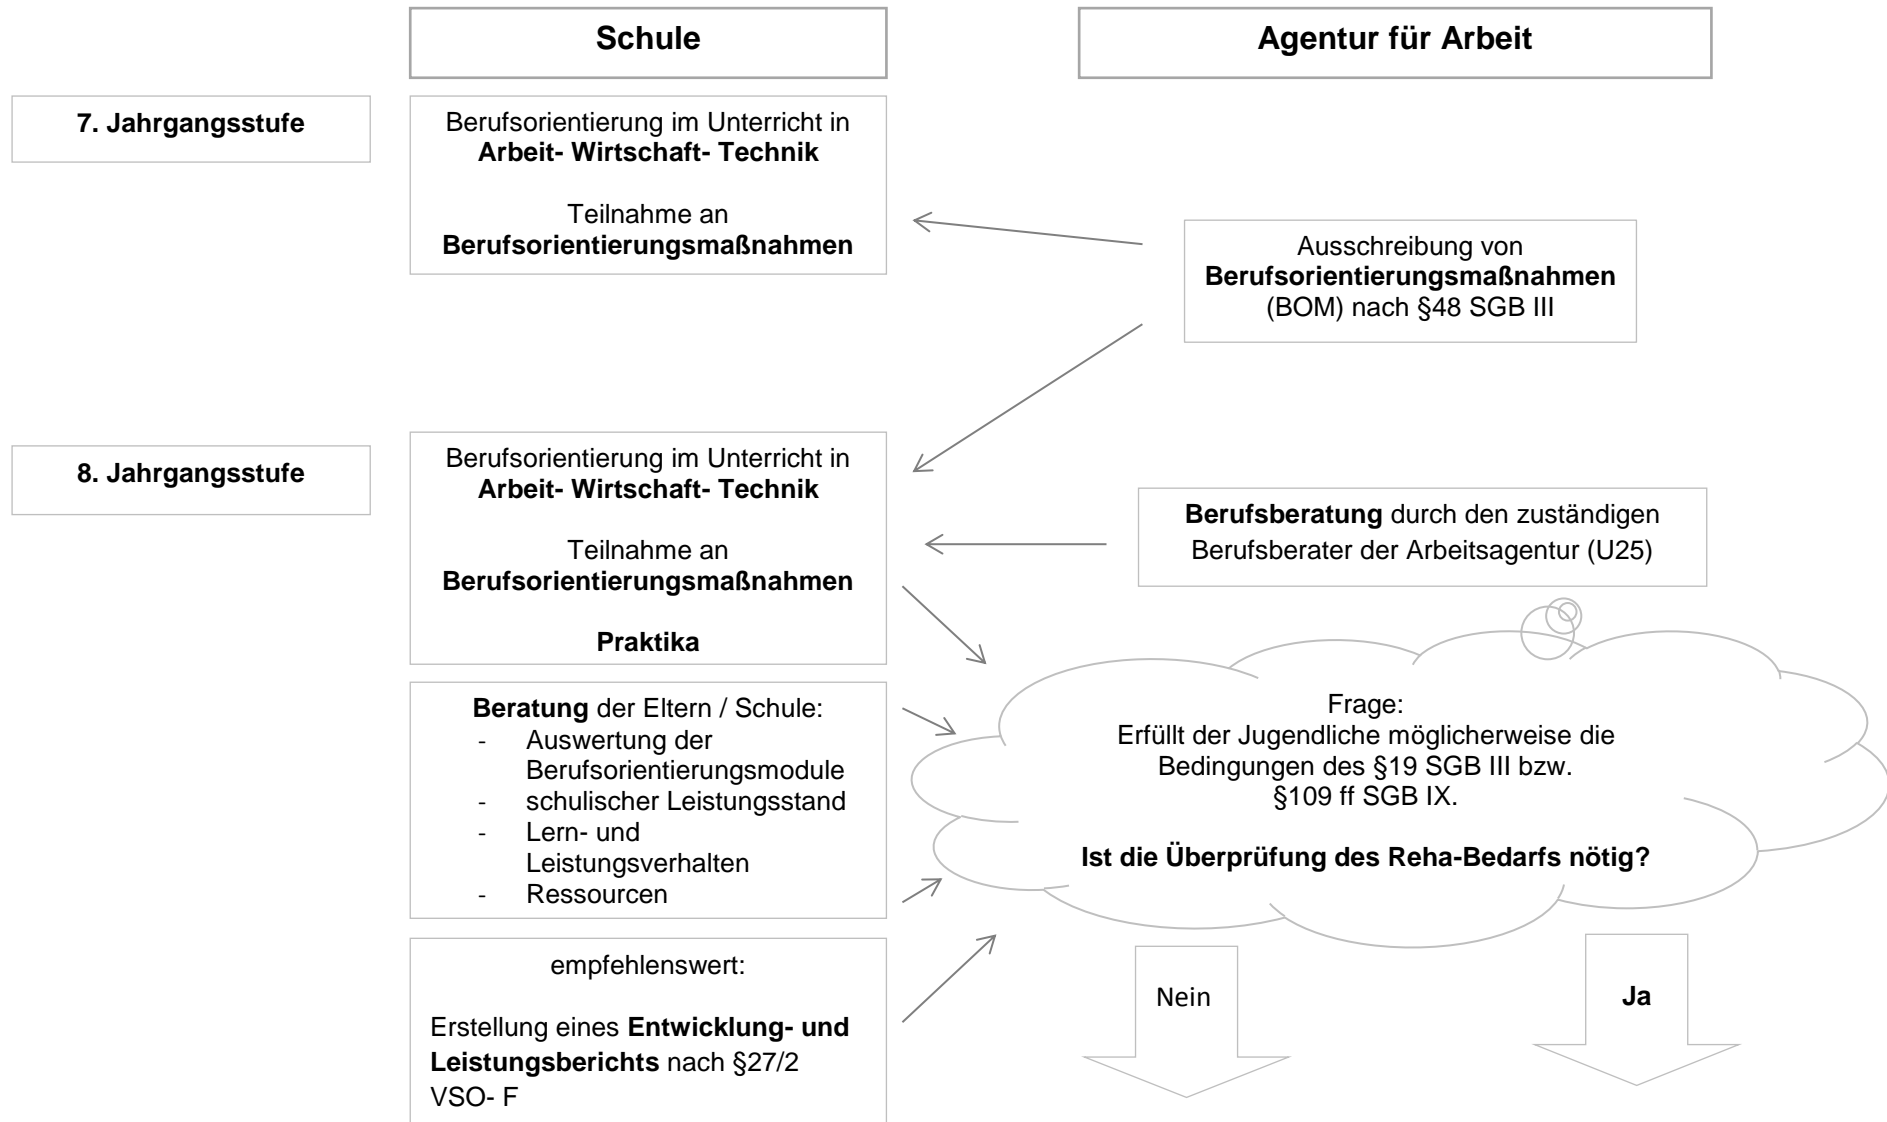 Schule
Agentur für Arbeit
7. Jahrgangsstufe
Berufsorientierung im Unterricht in
Arbeit- Wirtschaft- Technik
Teilnahme an
Berufsorientierungsmaßnahmen
Ausschreibung von
Berufsorientierungsmaßnahmen
(BOM) nach §48 SGB III
8. Jahrgangsstufe
Berufsorientierung im Unterricht in
Arbeit- Wirtschaft- Technik
Teilnahme an
Berufsorientierungsmaßnahmen
Praktika
Berufsberatung durch den zuständigen
Berufsberater der Arbeitsagentur (U25)
Beratung der Eltern / Schule:
- Auswertung der
Berufsorientierungsmodule
- schulischer Leistungsstand
- Lern- und
Leistungsverhalten
- Ressourcen
Frage:
Erfüllt der Jugendliche möglicherweise die
Bedingungen des §19 SGB III bzw.
§109 ff SGB IX.
Ist die Überprüfung des Reha-Bedarfs nötig?
empfehlenswert:
Erstellung eines Entwicklung- und
Leistungsberichts nach §27/2
VSO- F
Nein
Ja